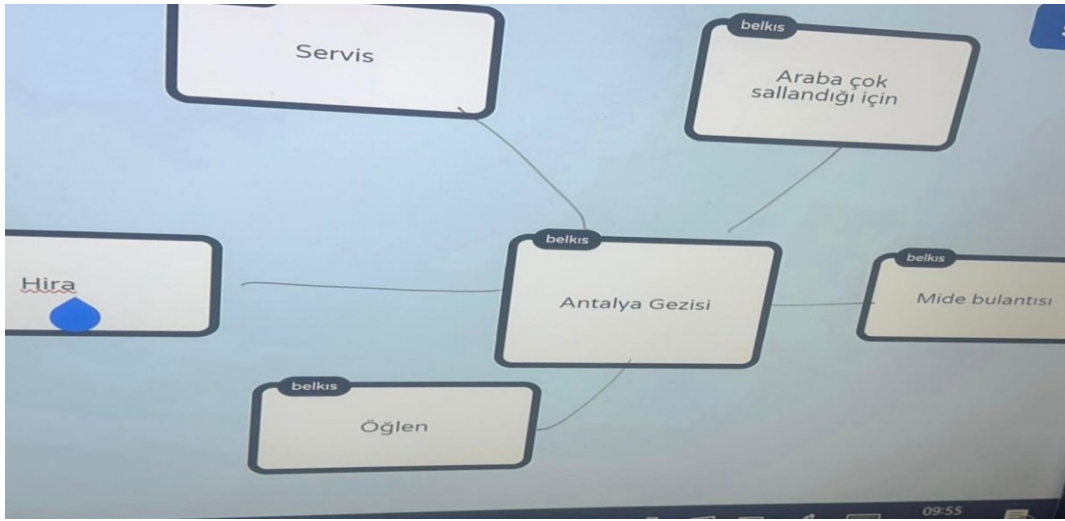 Servis
belkıs
Araba çok
sallandığı için
belkıs
Antalya Gezisi
belkıs
Mide bulantısı
Hira
belkıs
Öğlen
09:55